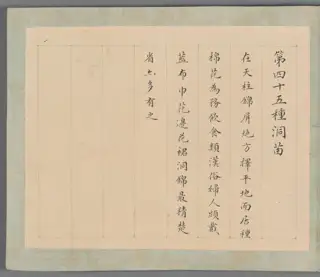 第四十五種洞苗
在天柱錦屏二方擇平地而居種
棉花為務飲食類漢俗婦人頭戴
藍布巾花邊花裙洞錦最精楚
省亦多有之